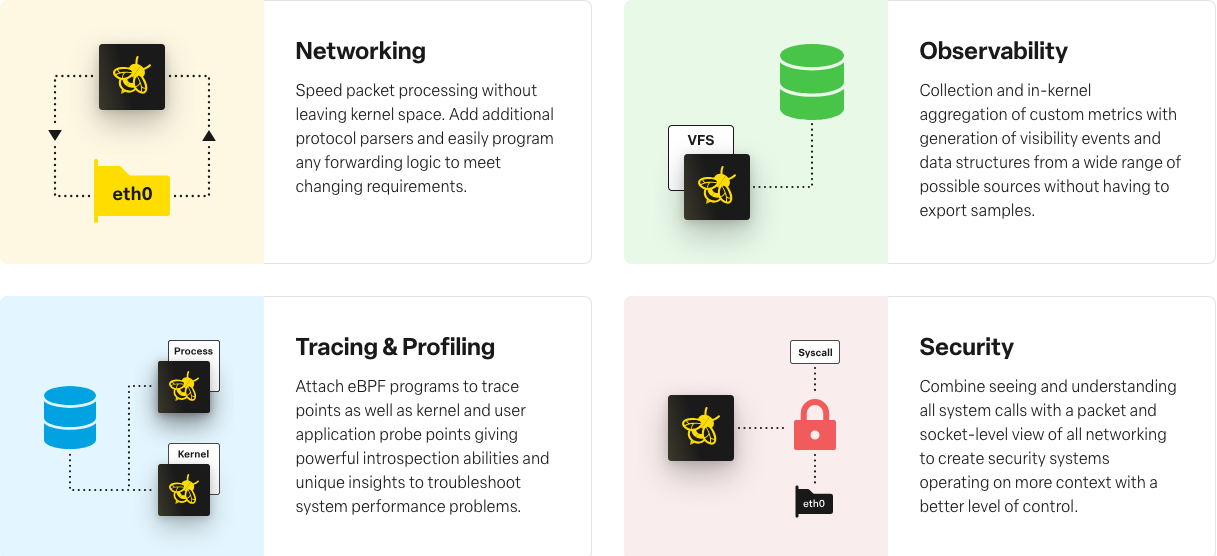 eth0
Networking
Speed packet processing without
leaving kernel space. Add additional
protocol parsers and easily program
any forwarding logic to meet
changing requirements.
VFS
Observability
Collection and in-kernel
aggregation of custom metrics with
generation of visibility events and
data structures from a wide range of
possible sources without having to
export samples.
Process
Kernel
Tracing & Profiling
Attach eBPF programs to trace
points as well as kernel and user
application probe points giving
powerful introspection abilities and
unique insights to troubleshoot
system performance problems.
Syscall
eth0
Security
Combine seeing and understanding
all system calls with a packet and
socket-level view of all networking
to create security systems
operating on more context with a
better level of control.